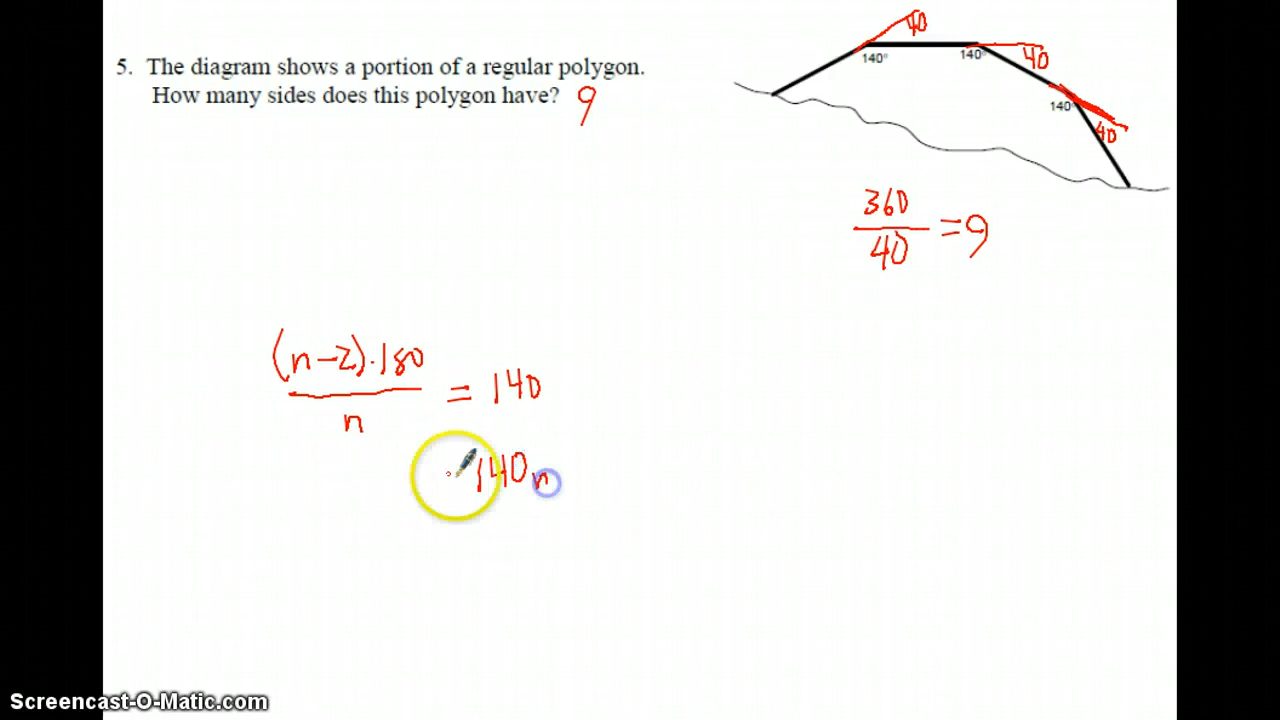 5. The diagram shows a portion of a regular polygon.
How many sides does this polygon have? 9
40
140°
140°
40
140°
40
360
40
=9
(n-2)·180
n
= 140
140n
Screencast-O-Matic.com